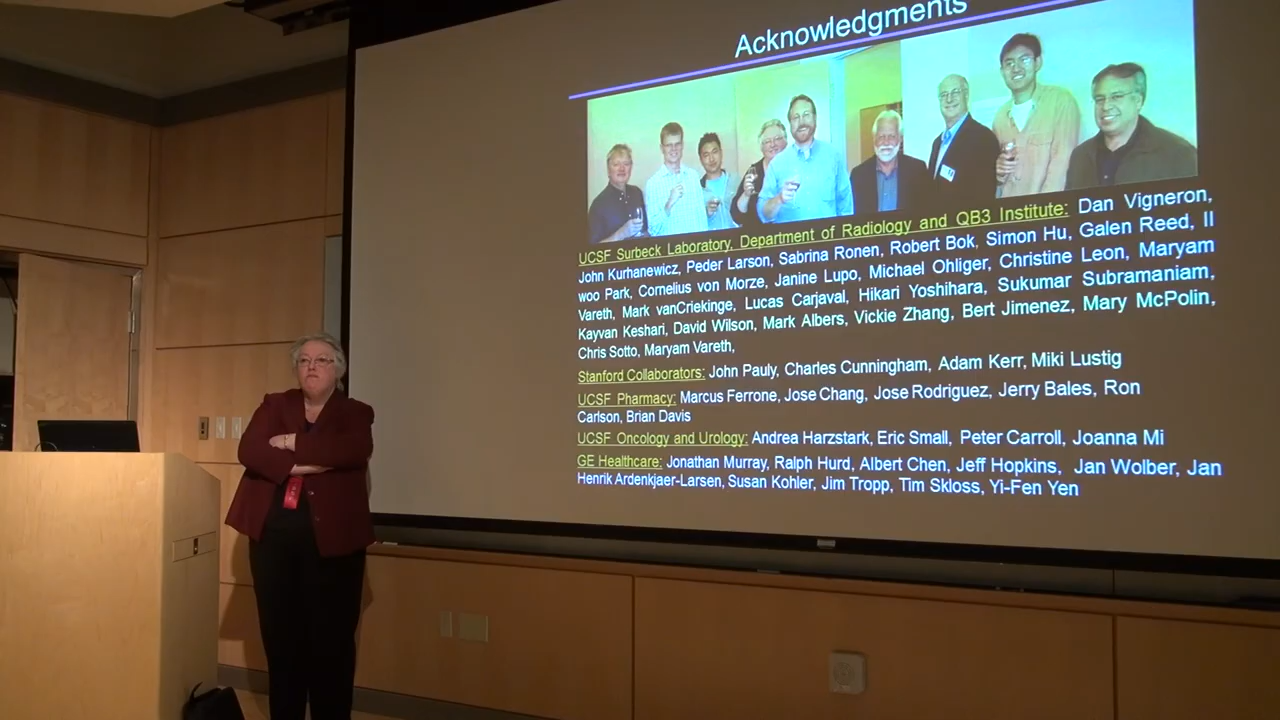 Acknowledgments
UCSF Surbeck Laboratory, Department of Radiology and QB3 Institute: Dan Vigneron,
John Kurhanewicz, Peder Larson, Sabrina Ronen, Robert Bok, Simon Hu, Galen Reed, Il
woo Park, Cornelius von Morze, Janine Lupo, Michael Ohliger, Christine Leon, Maryam
Vareth, Mark vanCriekinge, Lucas Carjaval, Hikari Yoshihara, Sukumar Subramaniam,
Kayvan Keshari, David Wilson, Mark Albers, Vickie Zhang, Bert Jimenez, Mary McPolin,
Chris Sotto, Maryam Vareth,
Stanford Collaborators: John Pauly, Charles Cunningham, Adam Kerr, Miki Lustig
UCSF Pharmacy: Marcus Ferrone, Jose Chang, Jose Rodriguez, Jerry Bales, Ron
Carlson, Brian Davis
UCSF Oncology and Urology: Andrea Harzstark, Eric Small, Peter Carroll, Joanna Mi
GE Healthcare: Jonathan Murray, Ralph Hurd, Albert Chen, Jeff Hopkins, Jan Wolber, Jan
Henrik Ardenkjaer-Larsen, Susan Kohler, Jim Tropp, Tim Skloss, Yi-Fen Yen